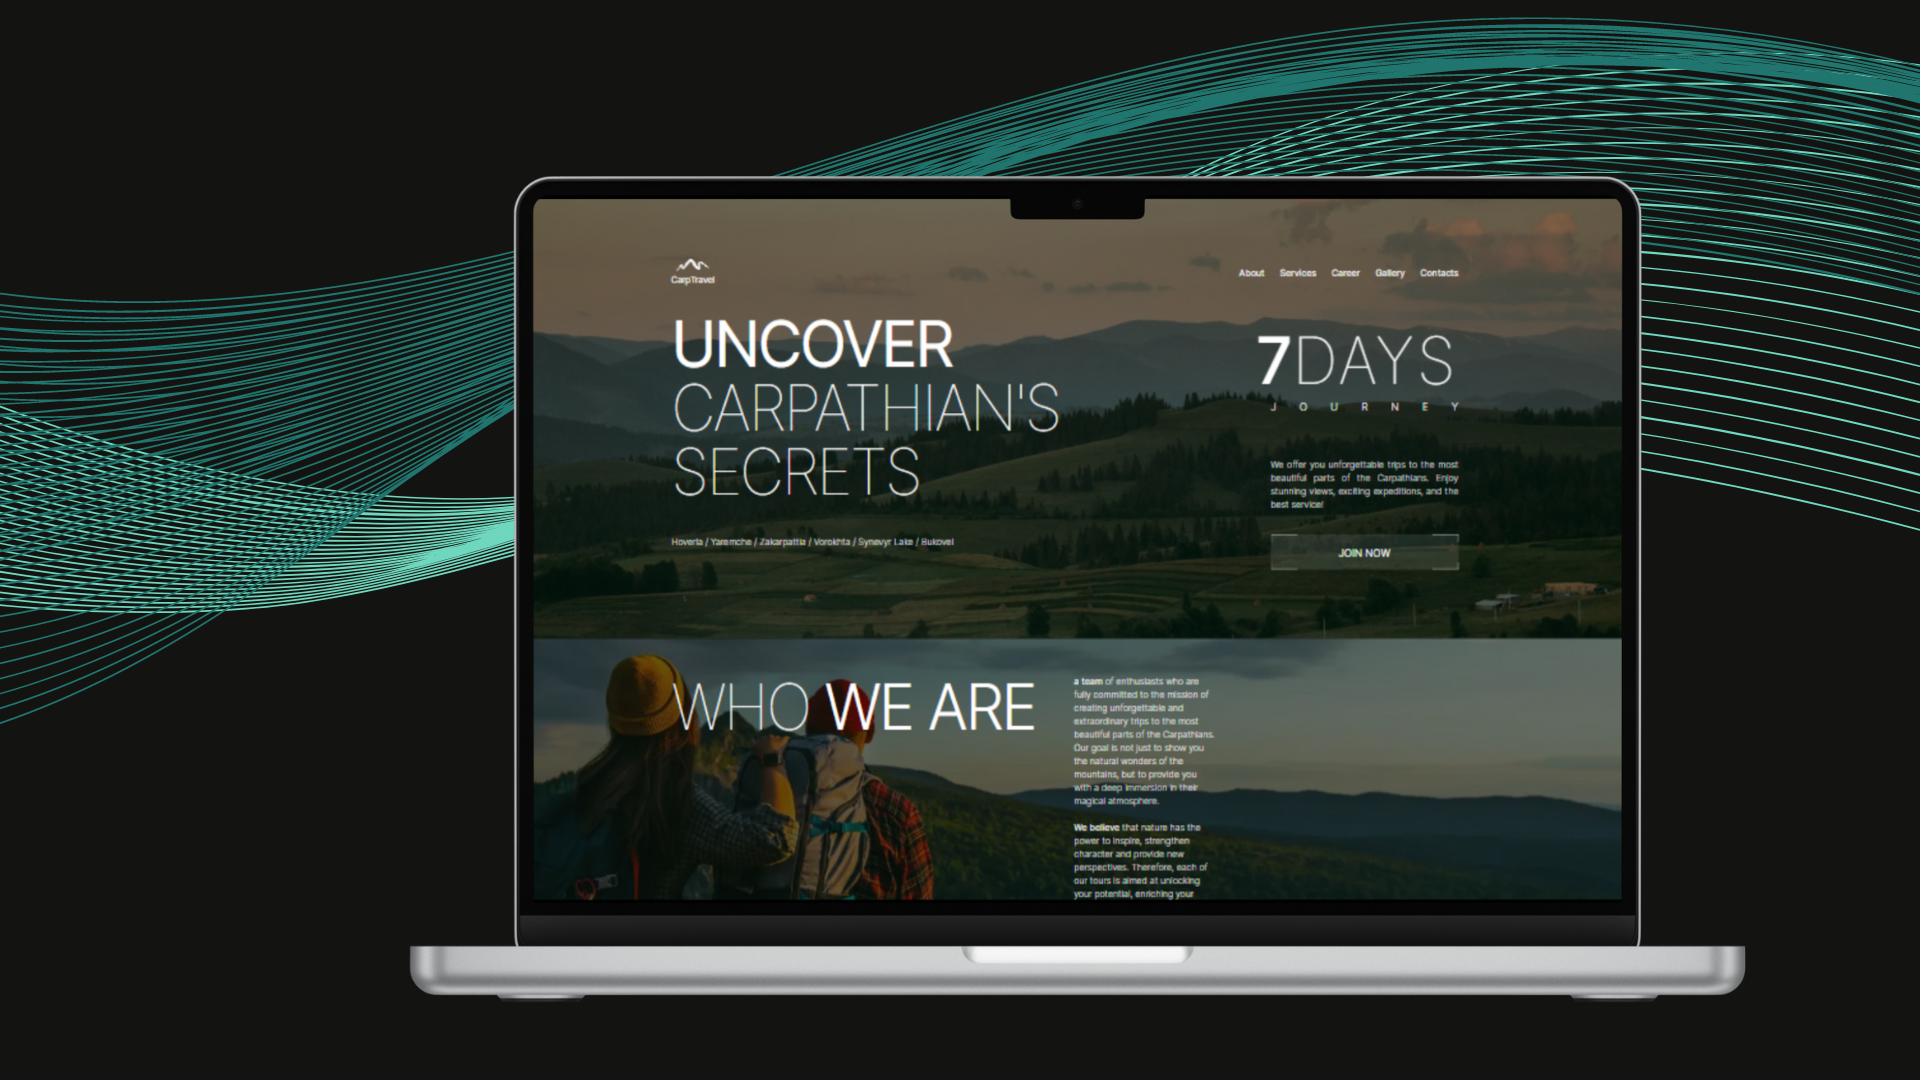 CarpTravel
About Services Career Gallery Contacts
UNCOVER
CARPATHIAN'S
SECRETS
Hoverla / Yaremche / Zakarpattia / Vorokhta / Synevyr Lake / Bukovel
7DAYS
JOURNEY
We offer you unforgettable trips to the most
beautiful parts of the Carpathians. Enjoy
stunning views, exciting expeditions, and the
best service!
JOIN NOW
WHO WE ARE
a team of enthusiasts who are
fully committed to the mission of
creating unforgettable and
extraordinary trips to the most
beautiful parts of the Carpathians.
Our goal is not just to show you
the natural wonders of the
mountains, but to provide you
with a deep immersion in their
magical atmosphere.
We believe that nature has the
power to inspire, strengthen
character and provide new
perspectives. Therefore, each of
our tours is aimed at unlocking
your potential, enriching your